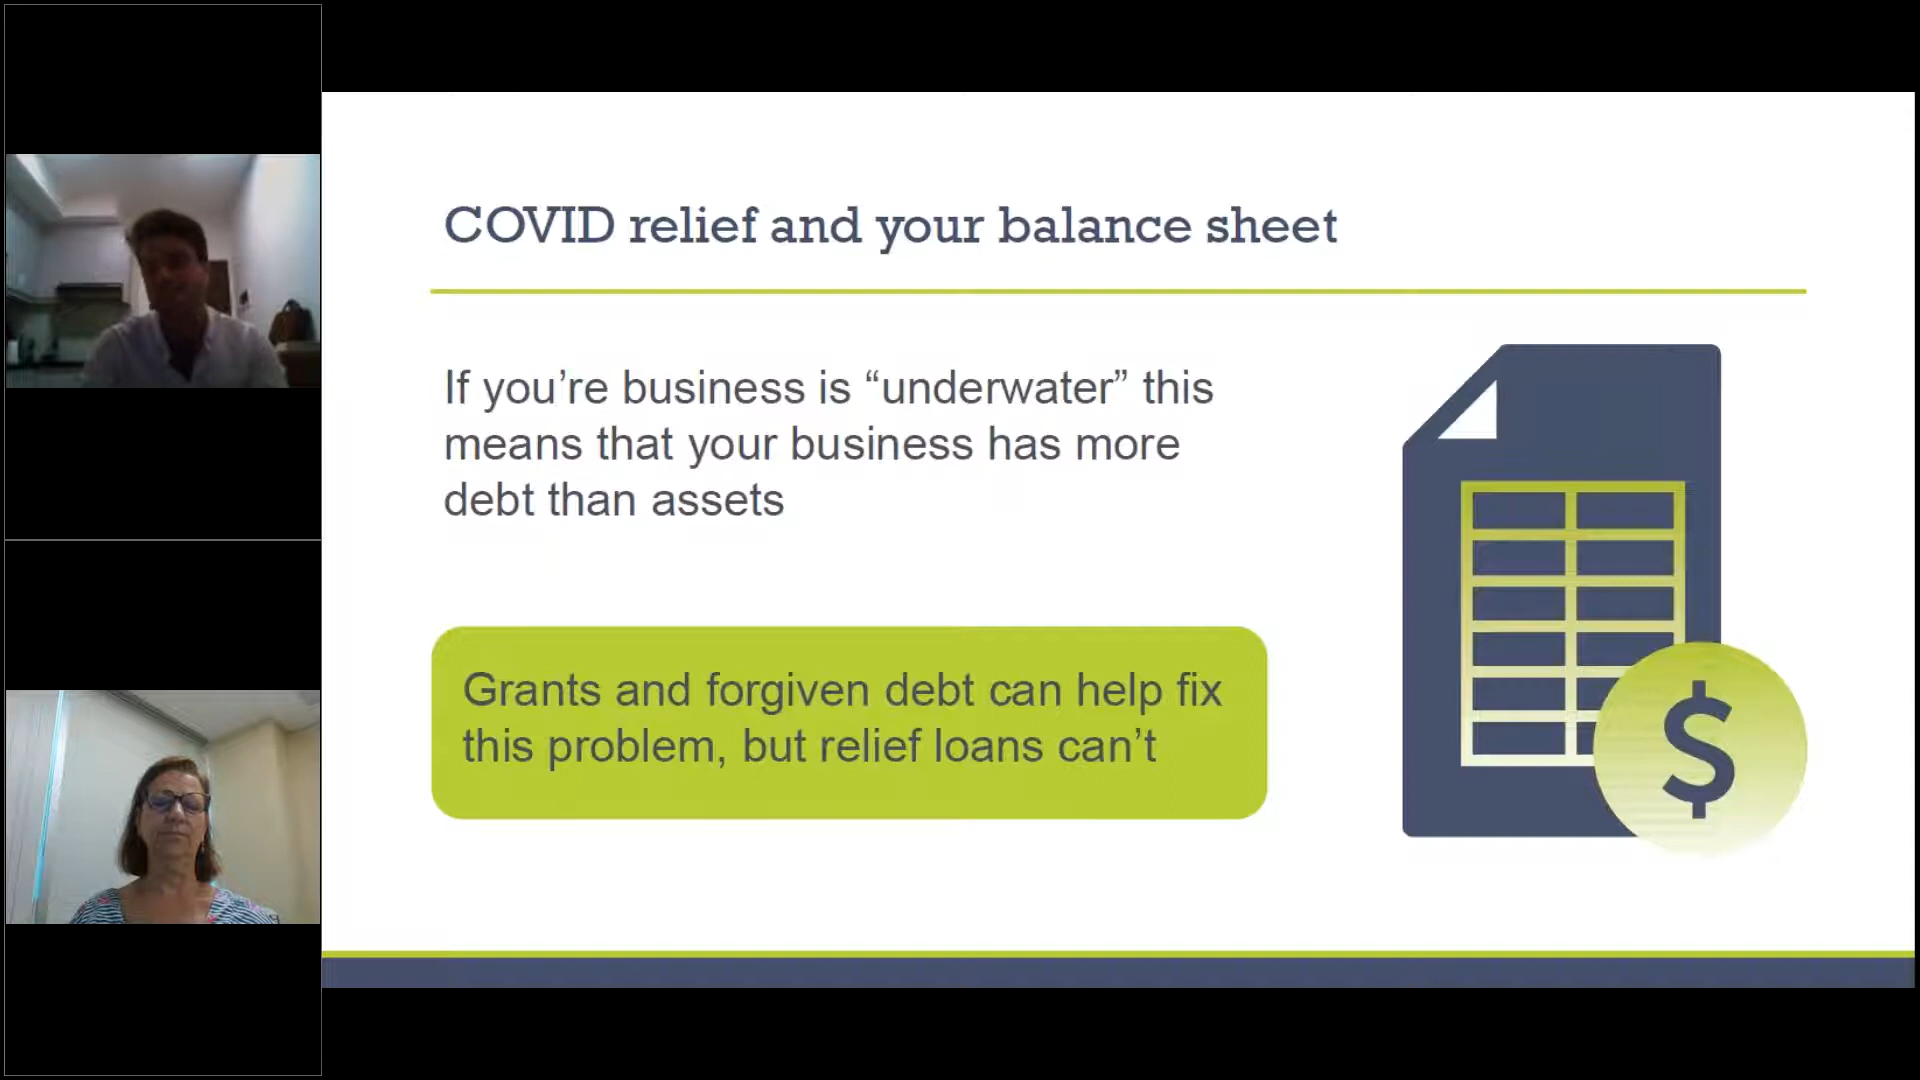 COVID relief and your balance sheet
If you’re business is “underwater” this
means that your business has more
debt than assets
Grants and forgiven debt can help fix
this problem, but relief loans can’t
$